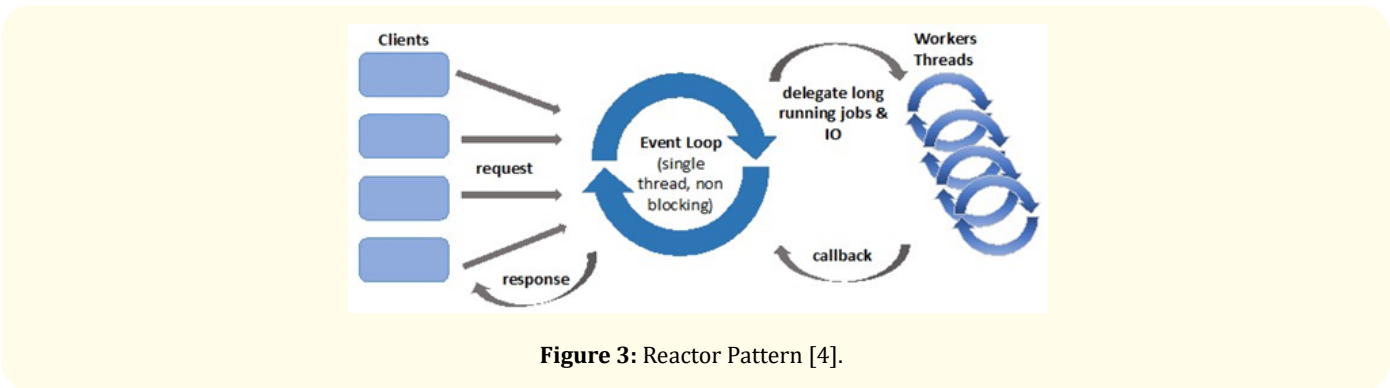 Clients
request
response
Event Loop
(single
thread, non
blocking)
delegate long
running jobs &
IO
callback
Workers
Threads
Figure 3: Reactor Pattern [4].